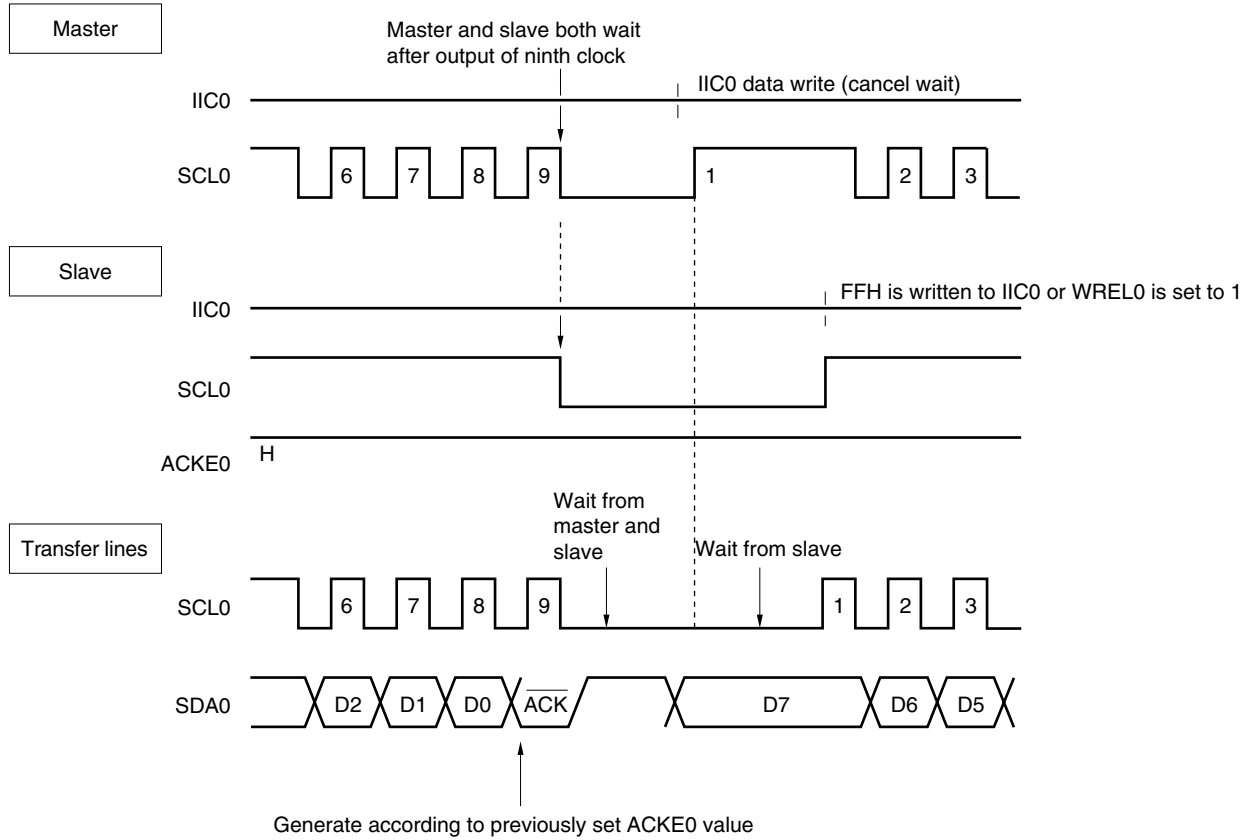 Master
Master and slave both wait
after output of ninth clock
IIC0
IIC0 data write (cancel wait)
SCL0
6 7 8 9 1 2 3
Slave
IIC0
FFH is written to IIC0 or WREL0 is set to 1
SCL0
ACKE0
H
Transfer lines
Wait from
master and
slave
Wait from slave
SCL0
6 7 8 9 1 2 3
SDA0
D2 D1 D0 ACK D7 D6 D5
Generate according to previously set ACKE0 value